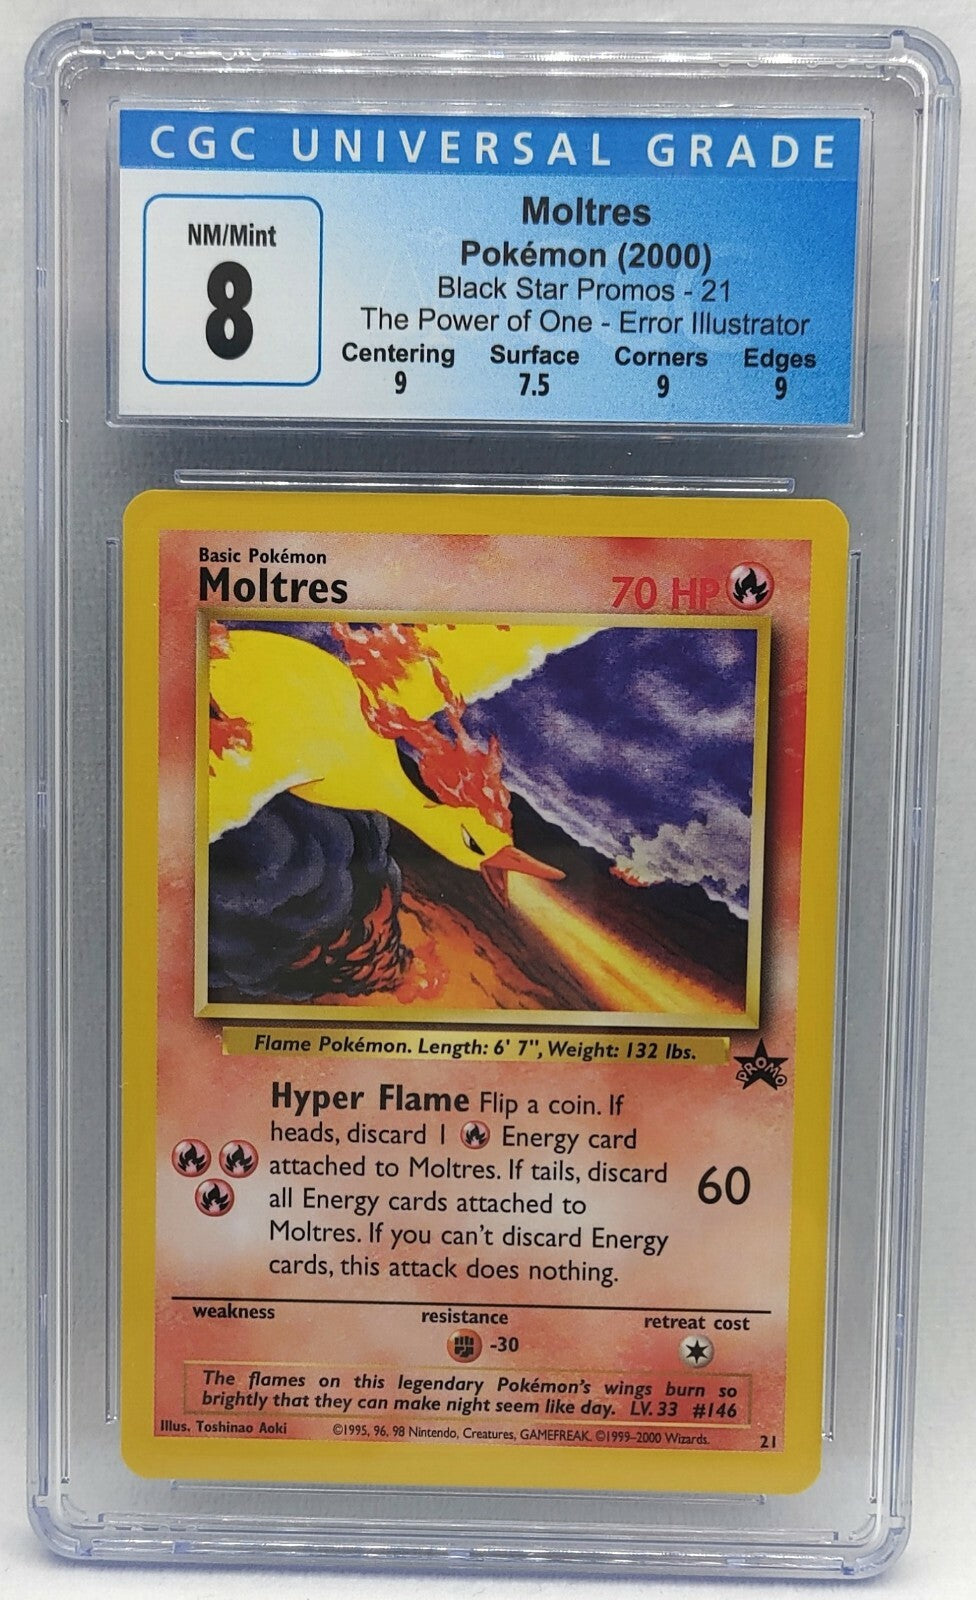 CGC UNIVERSAL GRADE
NM/Mint
8
Moltres
Pokémon (2000)
Black Star Promos - 21
The Power of One - Error Illustrator
Centering Surface Corners Edges
9 7.5 9 9
Basic Pokémon
Moltres 70 HP
Flame Pokémon. Length: 6' 7", Weight: 132 lbs.
PROMO
Hyper Flame Flip a coin. If
heads, discard 1 Energy card
attached to Moltres. If tails, discard
all Energy cards attached to
Moltres. If you can't discard Energy
cards, this attack does nothing.
60
weakness resistance retreat cost
-30
The flames on this legendary Pokémon's wings burn so
brightly that they can make night seem like day. LV. 33 #146
Illus. Toshinao Aoki ©1995, 96, 98 Nintendo, Creatures, GAMEFREAK. ©1999-2000 Wizards. 21